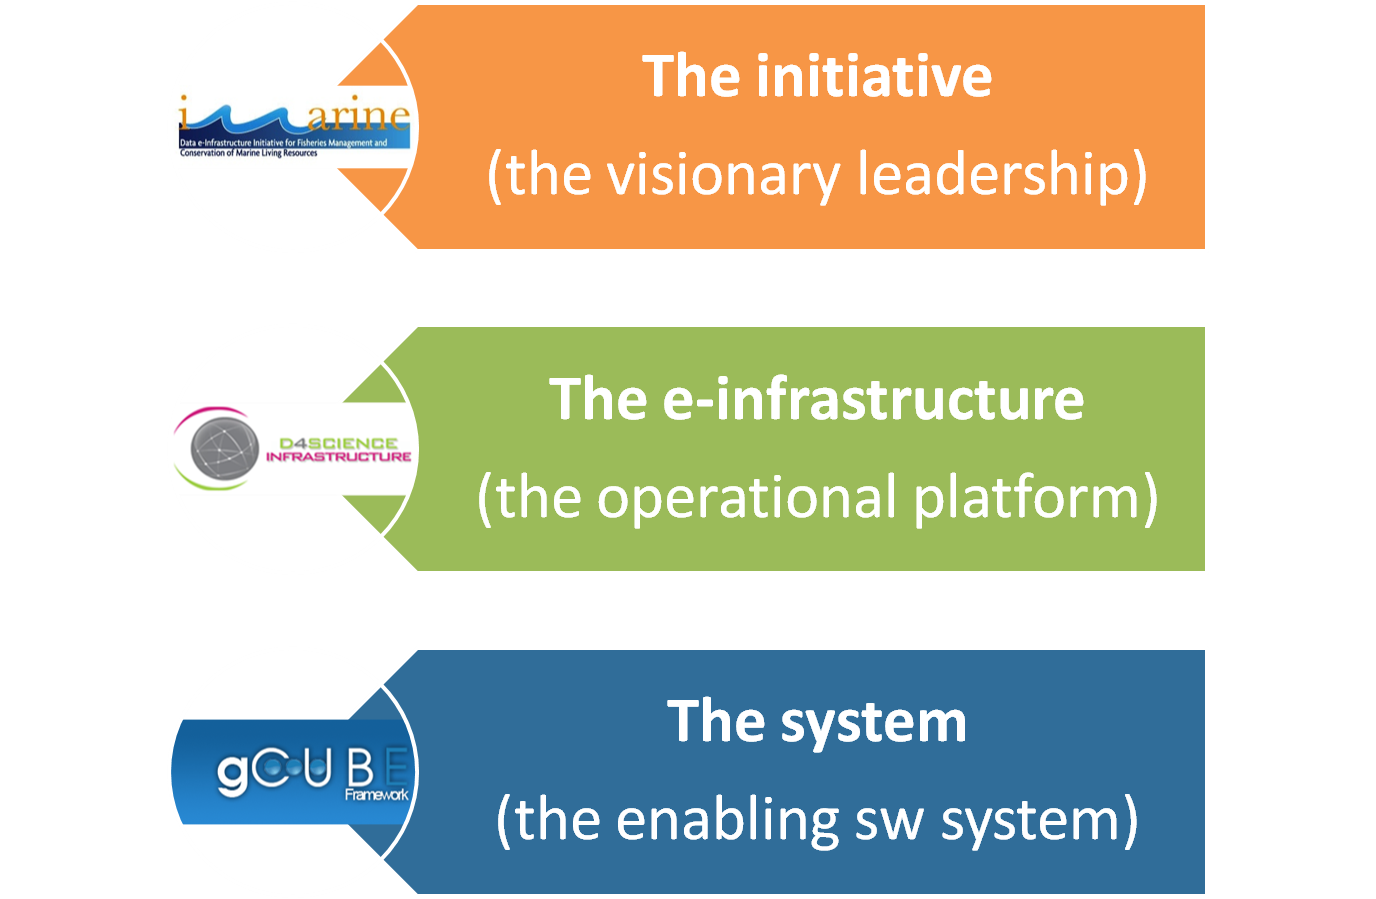 The initiative
(the visionary leadership)
imarine
Data e-Infrastructure Initiative for Fisheries Management and
Conservation of Marine Living Resources
The e-infrastructure
(the operational platform)
D4SCIENCE
INFRASTRUCTURE
The system
(the enabling sw system)
gCUBE
Framework